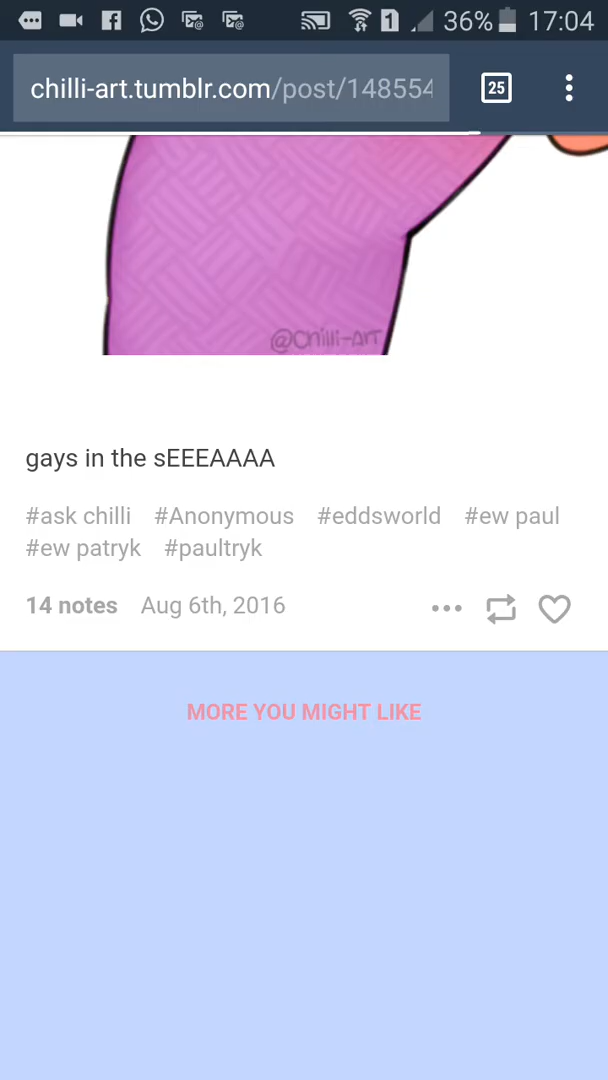 36% 17:04
chilli-art.tumblr.com/post/148554
25
@Chilli-Art
gays in the sEEEAAAA
#ask chilli #Anonymous #eddsworld #ew paul
#ew patryk #paultryk
14 notes Aug 6th, 2016
MORE YOU MIGHT LIKE